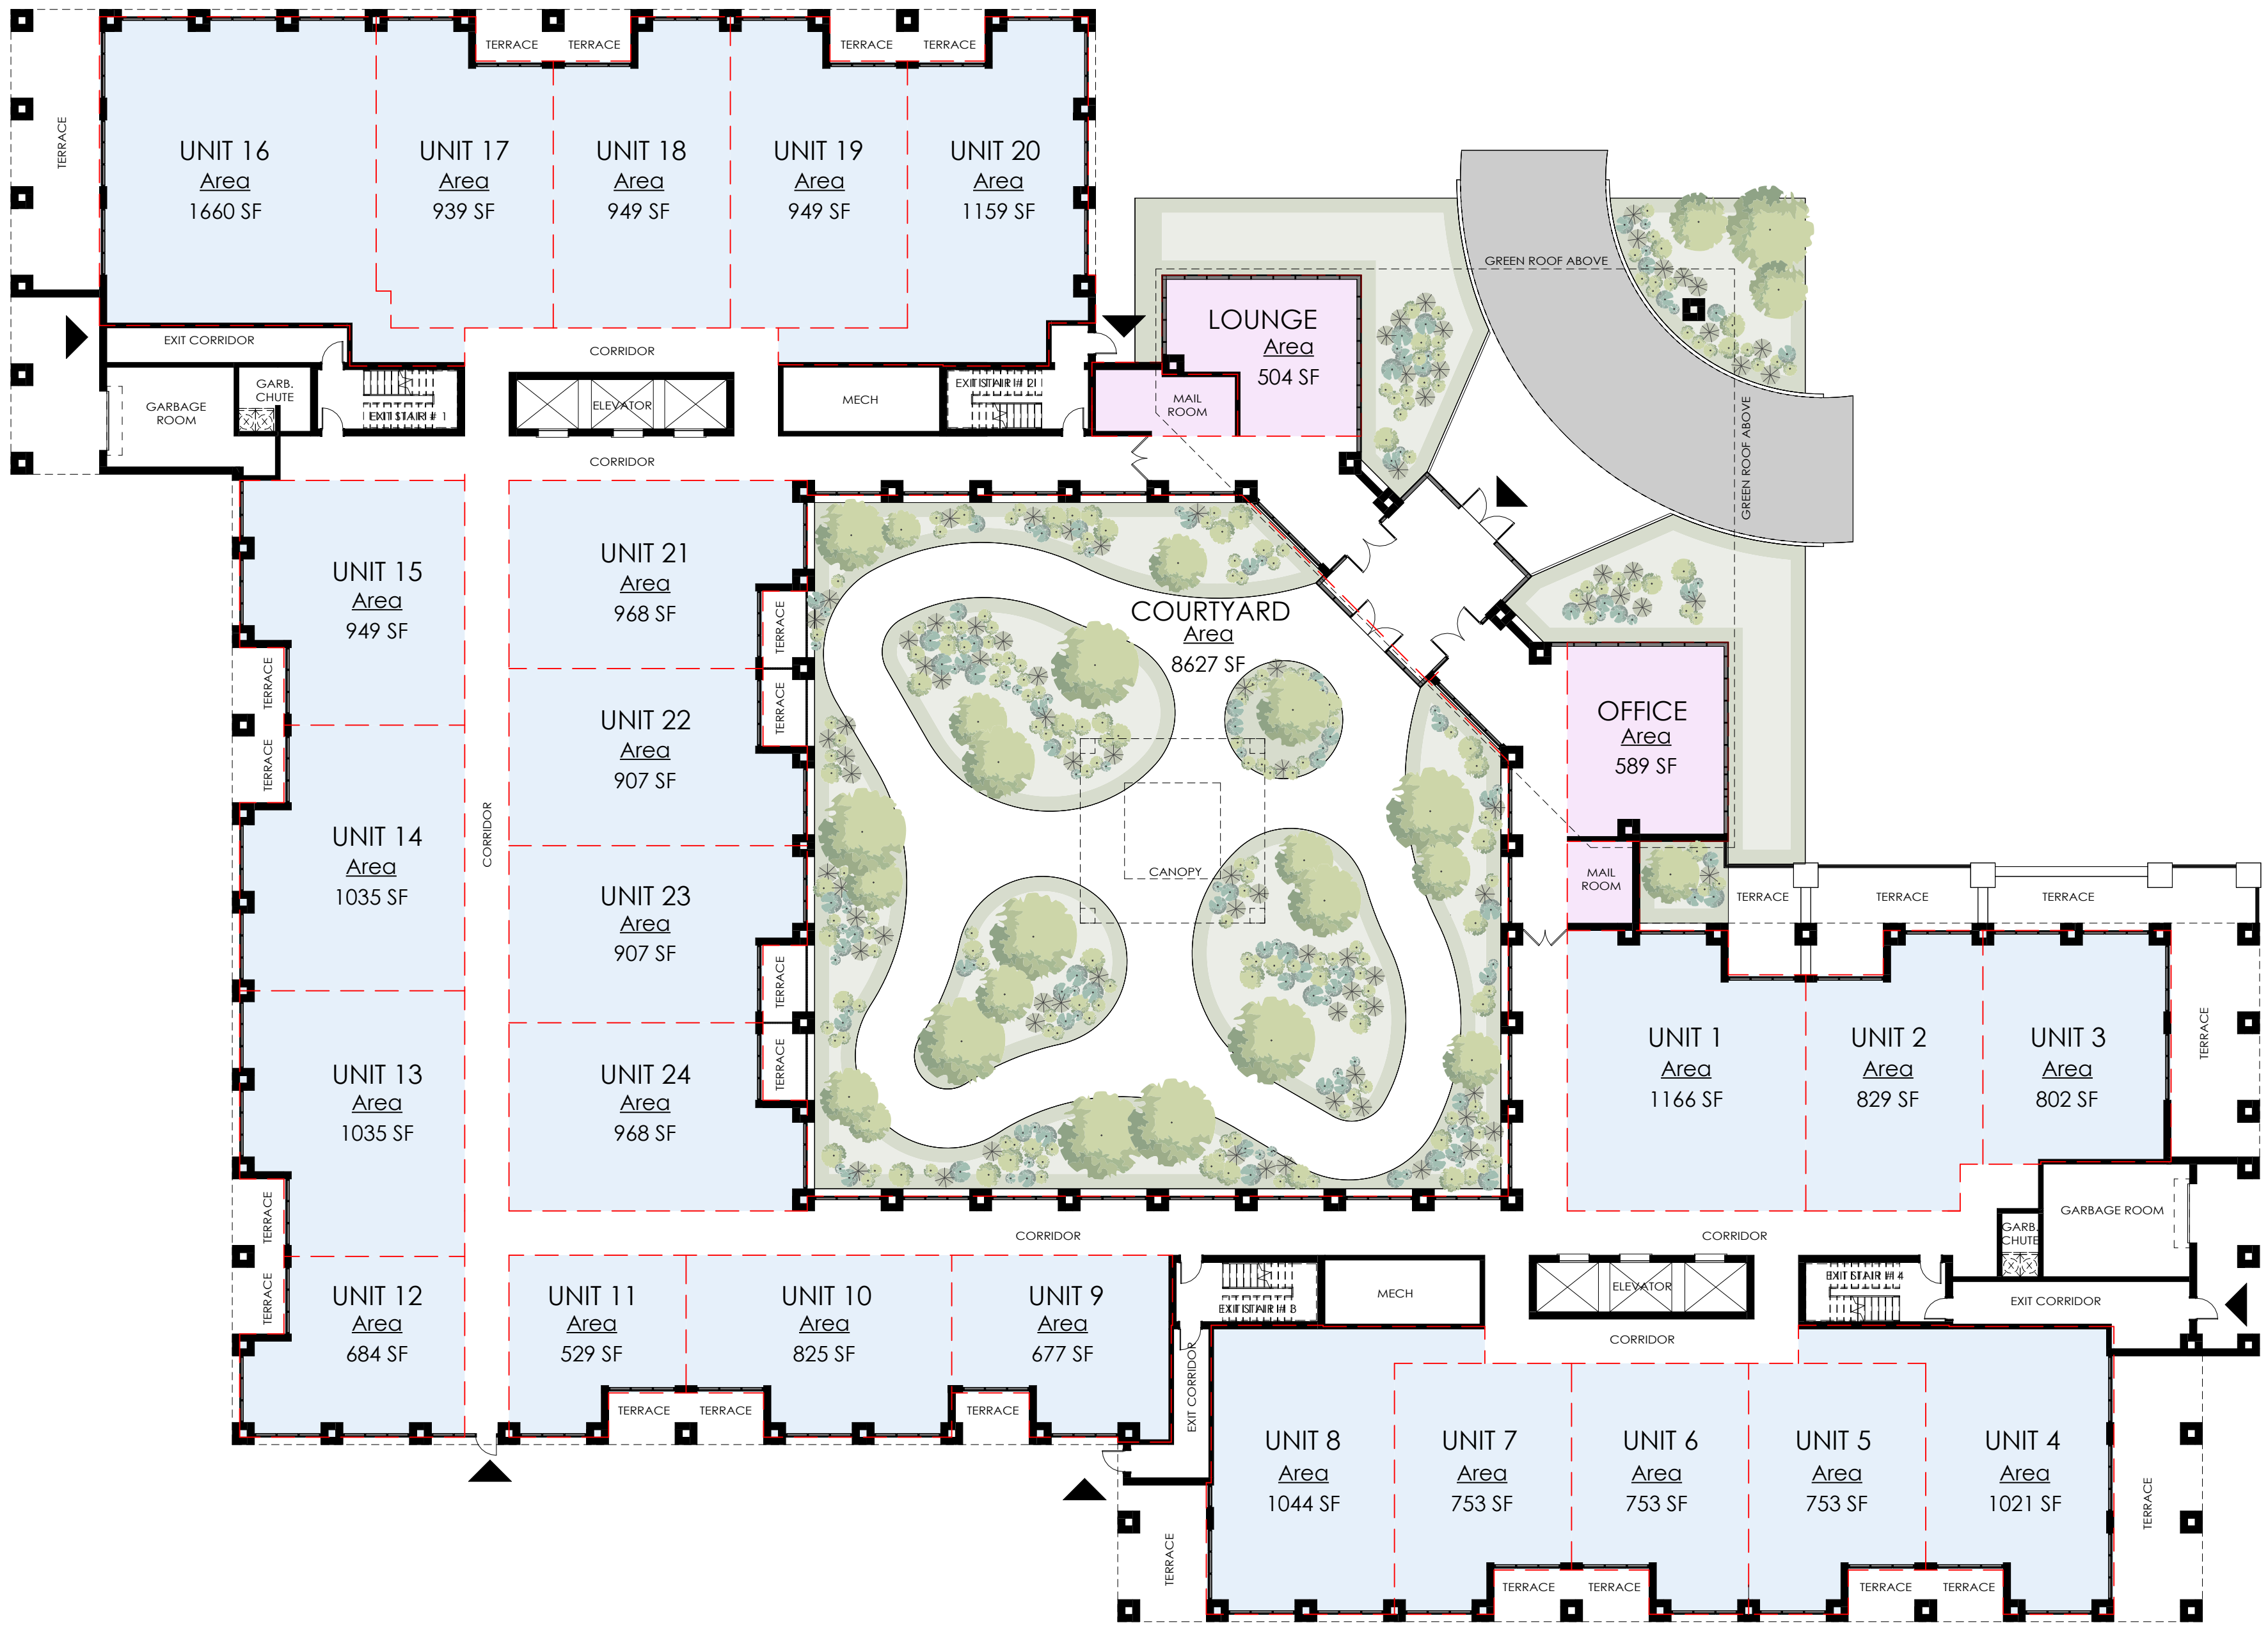 TERRACE TERRACE
TERRACE TERRACE
TERRACE
UNIT 16
Area
1660 SF
UNIT 17
Area
939 SF
UNIT 18
Area
949 SF
UNIT 19
Area
949 SF
UNIT 20
Area
1159 SF
EXIT CORRIDOR
CORRIDOR
GARBAGE
ROOM
GARB.
CHUTE
EXIT STAIR # 1
ELEVATOR
MECH
EXIT STAIR # 2
CORRIDOR
MAIL
ROOM
LOUNGE
Area
504 SF
GREEN ROOF ABOVE
GREEN ROOF ABOVE
UNIT 15
Area
949 SF
TERRACE
TERRACE
UNIT 14
Area
1035 SF
UNIT 13
Area
1035 SF
TERRACE
TERRACE
UNIT 12
Area
684 SF
CORRIDOR
UNIT 21
Area
968 SF
TERRACE
TERRACE
UNIT 22
Area
907 SF
UNIT 23
Area
907 SF
TERRACE
TERRACE
UNIT 24
Area
968 SF
COURTYARD
Area
8627 SF
CANOPY
OFFICE
Area
589 SF
MAIL
ROOM
TERRACE
TERRACE
TERRACE
UNIT 1
Area
1166 SF
UNIT 2
Area
829 SF
UNIT 3
Area
802 SF
TERRACE
CORRIDOR
CORRIDOR
GARBAGE ROOM
GARB.
CHUTE
UNIT 11
Area
529 SF
UNIT 10
Area
825 SF
UNIT 9
Area
677 SF
TERRACE
TERRACE
TERRACE
EXIT CORRIDOR
EXIT STAIR # 3
MECH
ELEVATOR
CORRIDOR
EXIT STAIR # 4
EXIT CORRIDOR
UNIT 8
Area
1044 SF
UNIT 7
Area
753 SF
UNIT 6
Area
753 SF
UNIT 5
Area
753 SF
UNIT 4
Area
1021 SF
TERRACE
TERRACE
TERRACE
TERRACE
TERRACE
TERRACE